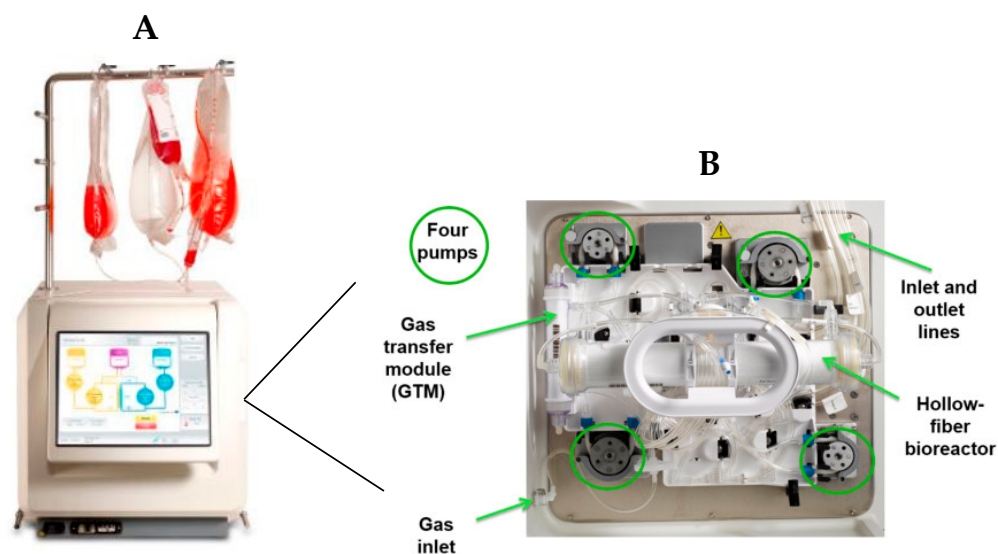 A
B
Four
pumps
Gas
transfer
module
(GTM)
Inlet and
outlet
lines
Hollow-
fiber
bioreactor
Gas
inlet